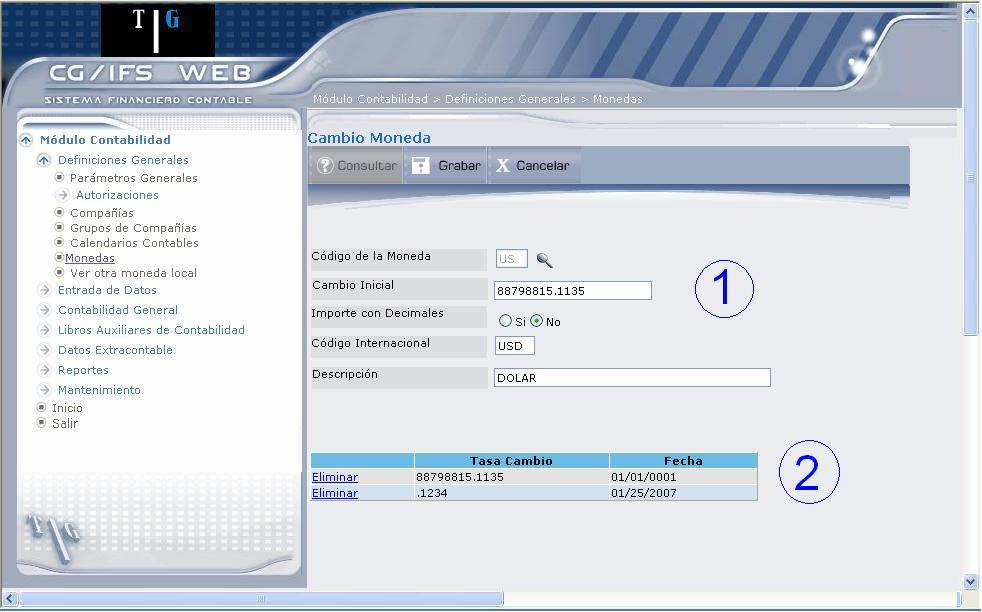 T G
CG/IFS WEB
SISTEMA FINANCIERO CONTABLE
Módulo Contabilidad > Definiciones Generales > Monedas
Módulo Contabilidad
Definiciones Generales
Parámetros Generales
Autorizaciones
Compañías
Grupos de Compañías
Calendarios Contables
Monedas
Ver otra moneda local
Entrada de Datos
Contabilidad General
Libros Auxiliares de Contabilidad
Datos Extracontable
Reportes
Mantenimiento
Inicio
Salir
TIG
Cambio Moneda
? Consultar Grabar X Cancelar
Código de la Moneda US
Cambio Inicial 88798815.1135
1
Importe con Decimales Si No
Código Internacional USD
Descripción DOLAR
Tasa Cambio Fecha
Eliminar 88798815.1135 01/01/0001
Eliminar .1234 01/25/2007
2